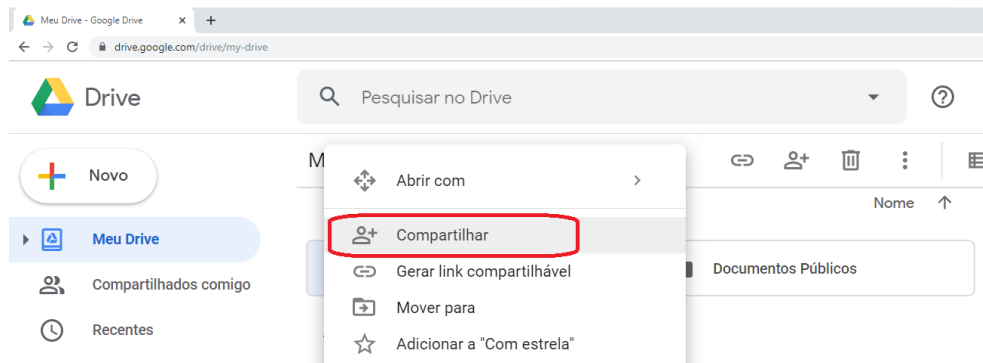 Meu Drive - Google Drive
drive.google.com/drive/my-drive
Drive
Pesquisar no Drive
Novo
M
Abrir com
Nome
Meu Drive
Compartilhar
Compartilhados comigo
Gerar link compartilhável
Documentos Públicos
Recentes
Mover para
Adicionar a "Com estrela"